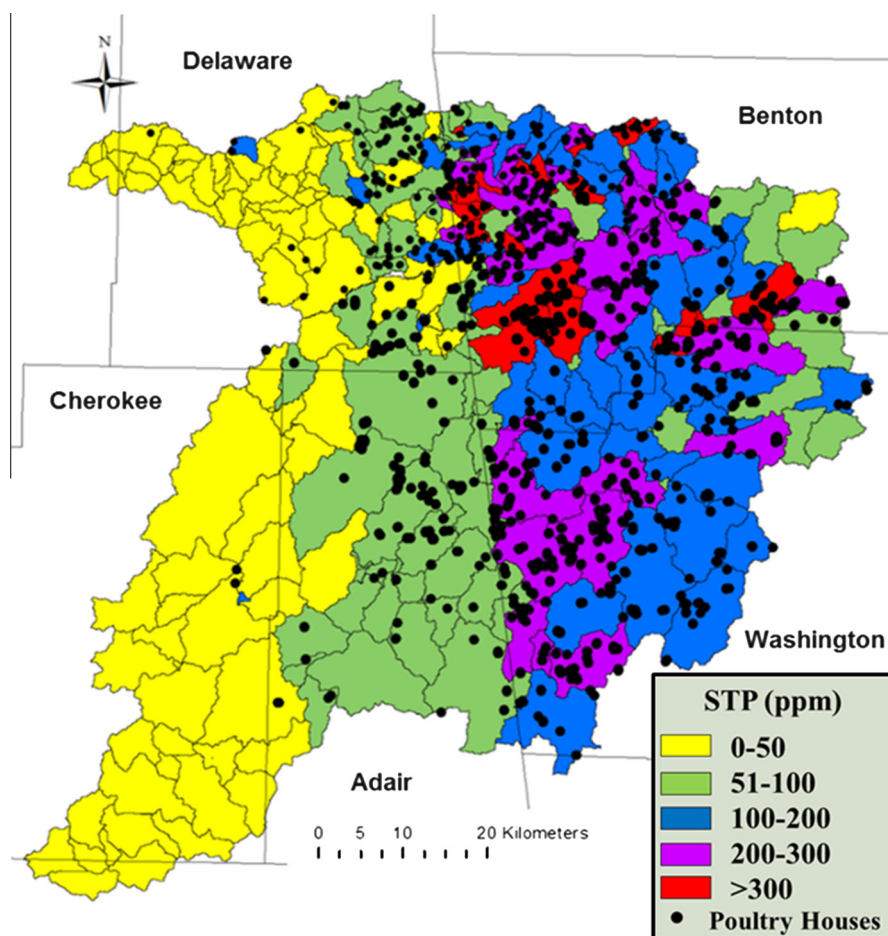 N
Delaware
Benton
Cherokee
Washington
Adair
0 5 10 20 Kilometers
STP (ppm)
0-50
51-100
100-200
200-300
>300
Poultry Houses